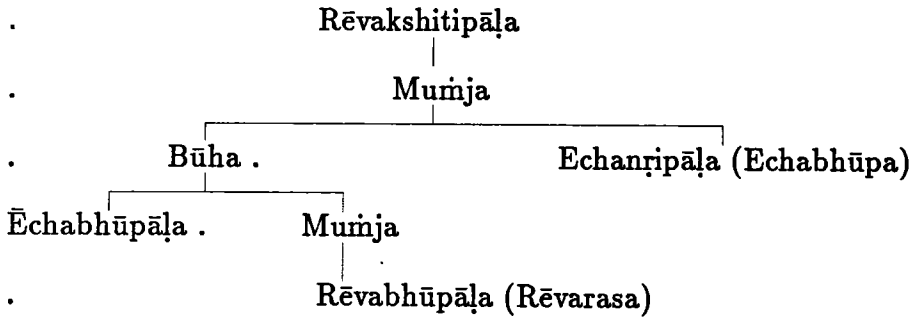 . Rēvakshitipāḷa
. Muṁja
. Būha . Echanṛipāḷa (Echabhūpa)
Ēchabhūpāḷa . Muṁja
. Rēvabhūpāḷa (Rēvarasa)